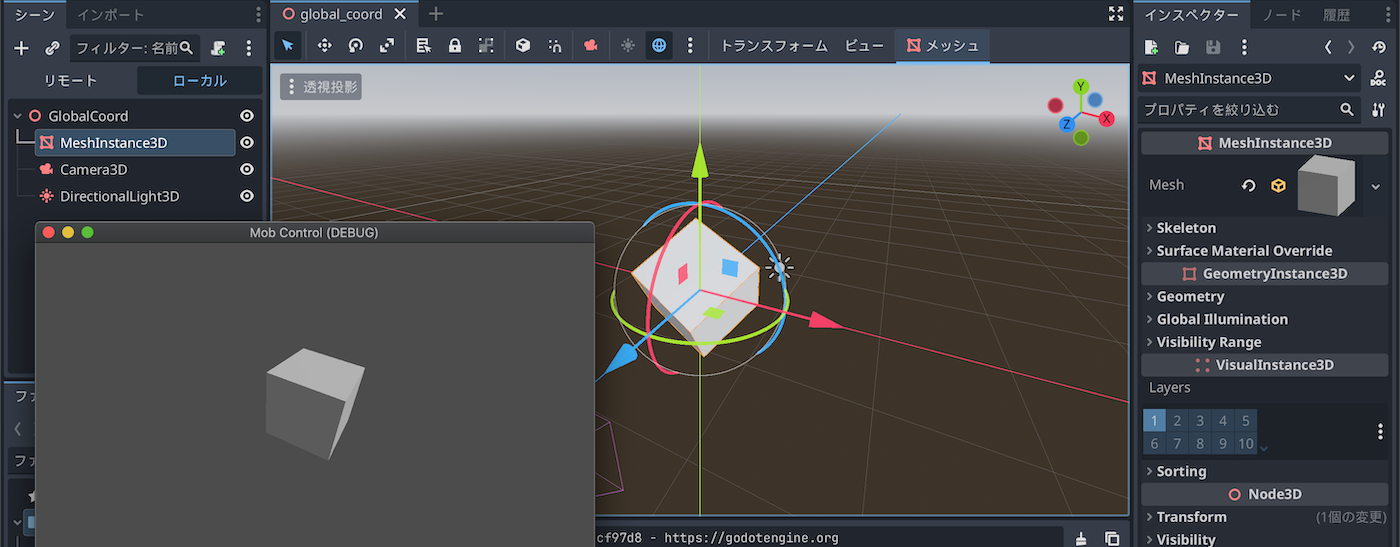 シーン インポート
フィルター: 名前
リモート ローカル
GlobalCoord
MeshInstance3D
Camera3D
DirectionalLight3D
global_coord
トランスフォーム ビュー メッシュ
透視投影
Y
X
Z
Mob Control (DEBUG)
cf97d8 - https://godotengine.org
インスペクター ノード 履歴
MeshInstance3D
プロパティを絞り込む
MeshInstance3D
Mesh
Skeleton
Surface Material Override
GeometryInstance3D
Geometry
Global Illumination
Visibility Range
VisualInstance3D
Layers
1 2 3 4 5
6 7 8 9 10
Sorting
Node3D
Transform (1個の変更)
Visibility